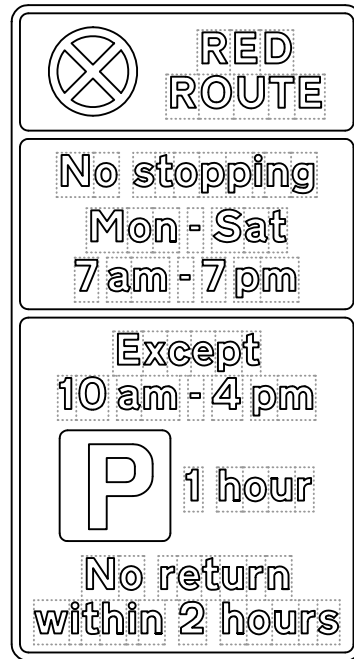 RED
ROUTE
No stopping
Mon - Sat
7 am - 7 pm
Except
10 am - 4 pm
P 1 hour
No return
within 2 hours